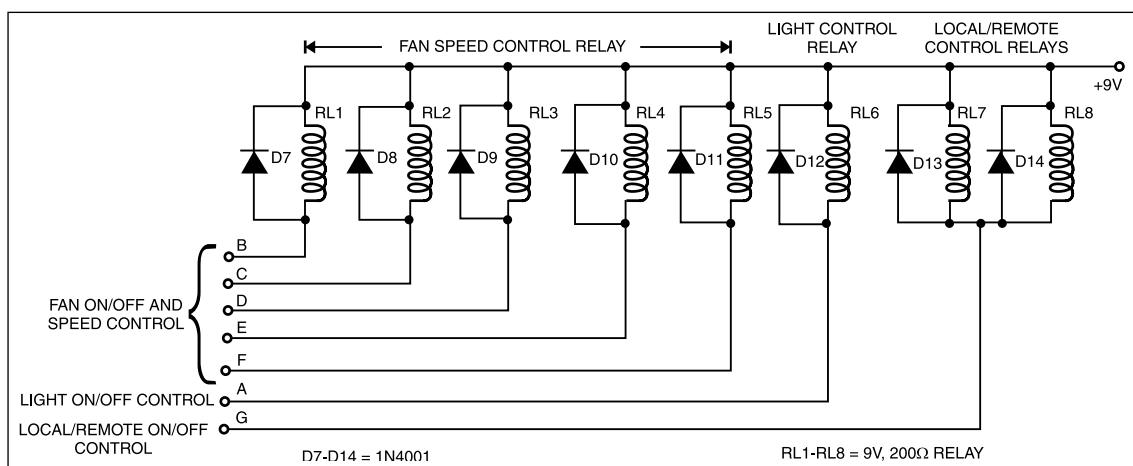 FAN SPEED CONTROL RELAY
LIGHT CONTROL
RELAY
LOCAL/REMOTE
CONTROL RELAYS
+9V
RL1
RL2
RL3
RL4
RL5
RL6
RL7
RL8
D7
D8
D9
D10
D11
D12
D13
D14
B
C
D
E
F
A
G
FAN ON/OFF AND
SPEED CONTROL
LIGHT ON/OFF CONTROL
LOCAL/REMOTE ON/OFF
CONTROL
D7-D14 = 1N4001
RL1-RL8 = 9V, 200Ω RELAY